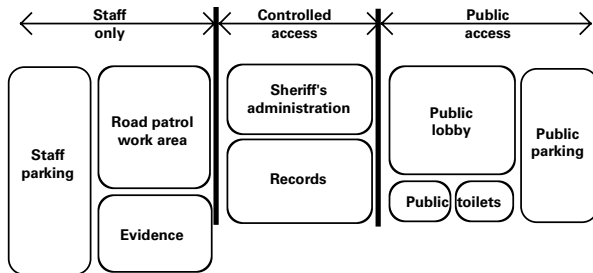 Staff
only
Controlled
access
Public
access
Staff
parking
Road patrol
work area
Evidence
Sheriff's
administration
Records
Public
lobby
Public toilets
Public
parking